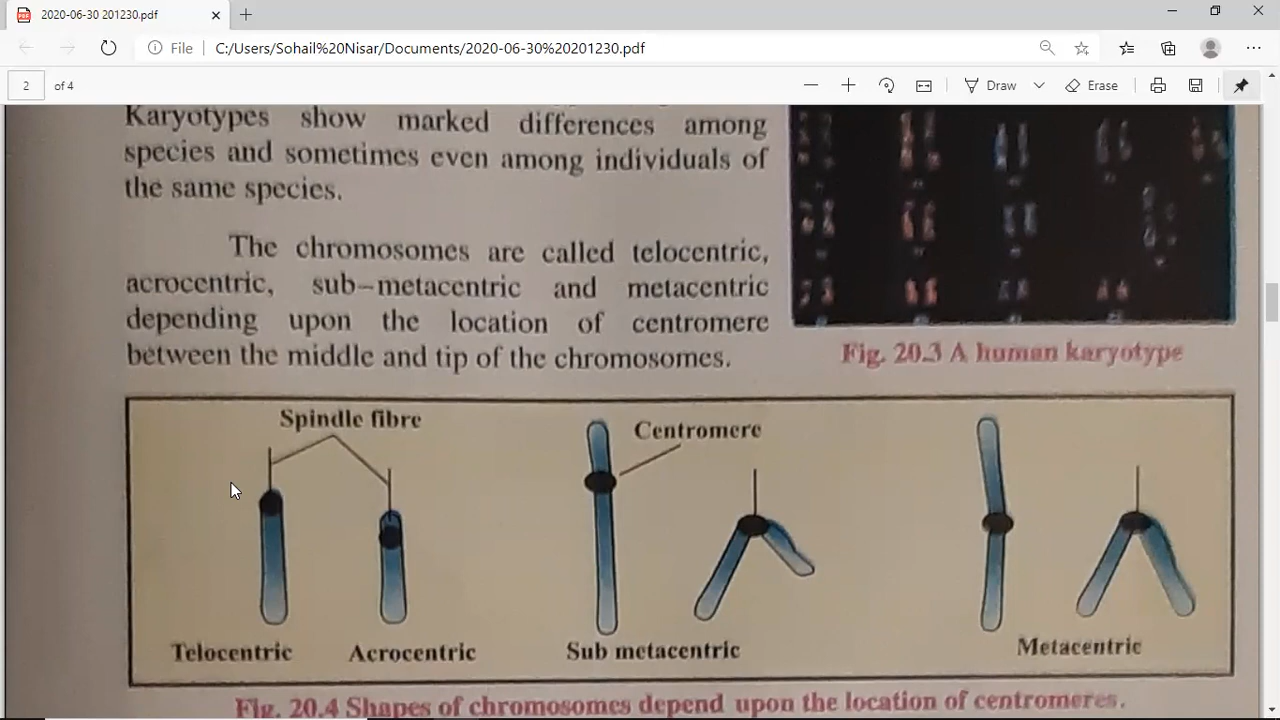 2020-06-30 201230.pdf
File
C:/Users/Sohail%20Nisar/Documents/2020-06-30%20201230.pdf
2 of 4
Draw
Erase
Karyotypes show marked differences among
species and sometimes even among individuals of
the same species.
The chromosomes are called telocentric,
acrocentric, sub-metacentric and metacentric
depending upon the location of centromere
between the middle and tip of the chromosomes.
Fig. 20.3 A human karyotype
Spindle fibre
Centromere
Telocentric
Acrocentric
Sub metacentric
Metacentric
Fig. 20.4 Shapes of chromosomes depend upon the location of centromeres.